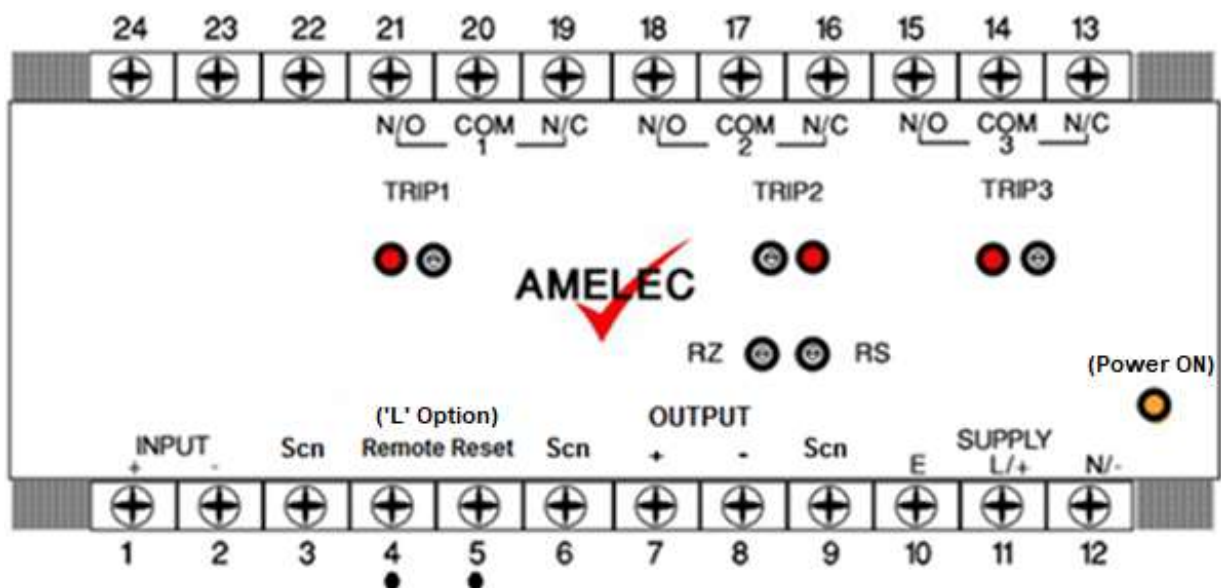 24 23 22 21 20 19 18 17 16 15 14 13
N/O COM N/C N/O COM N/C N/O COM N/C
1 2 3
TRIP1 TRIP2 TRIP3
AMELEC
RZ RS
(Power ON)
('L' Option) OUTPUT
INPUT Scn Remote Reset Scn + - Scn SUPPLY
+ - E L/+ N/-
1 2 3 4 5 6 7 8 9 10 11 12